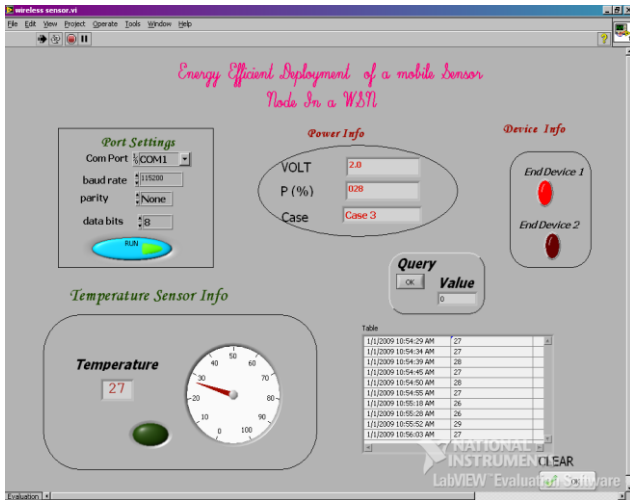 wireless sensor.vi
File Edit View Project Operate Tools Window Help
Energy Efficient Deployment of a mobile Sensor
Node In a WSN
Port Settings
Com Port COM1
baud rate 115200
parity None
data bits 8
RUN
Power Info
VOLT 2.0
P (%) 028
Case Case 3
Device Info
End Device 1
End Device 2
Query
OK
Value
0
Temperature Sensor Info
Temperature
27
0 10 20 30 40 50 60 70 80 90 100
Table
1/1/2009 10:54:29 AM 27
1/1/2009 10:54:34 AM 27
1/1/2009 10:54:39 AM 28
1/1/2009 10:54:45 AM 27
1/1/2009 10:54:50 AM 28
1/1/2009 10:54:55 AM 27
1/1/2009 10:55:18 AM 26
1/1/2009 10:55:28 AM 26
1/1/2009 10:55:52 AM 29
1/1/2009 10:56:03 AM 27
NATIONAL
INSTRUMENTS
CLEAR
LabVIEW Evaluation Software
OK
Evaluation